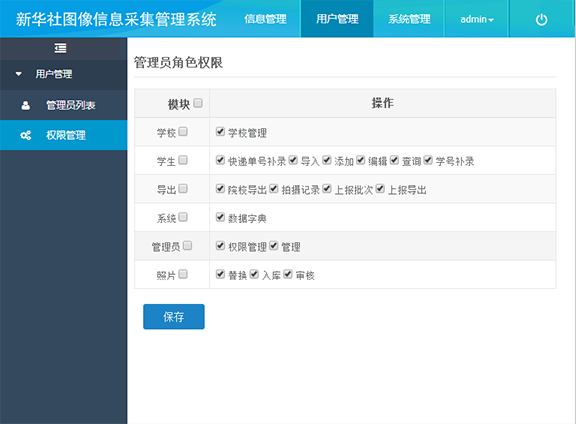 新华社图像信息采集管理系统 信息管理 用户管理 系统管理 admin
用户管理
管理员列表
权限管理
管理员角色权限
模块 操作
学校 学校管理
学生 快递单号补录 导入 添加 编辑 查询 学号补录
导出 院校导出 拍摄记录 上报批次 上报导出
系统 数据字典
管理员 权限管理 管理
照片 替换 入库 审核
保存